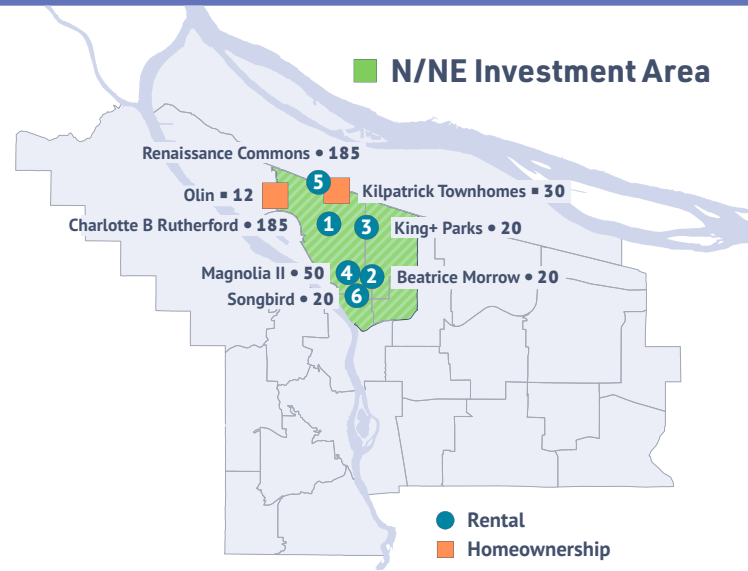 N/NE Investment Area
Renaissance Commons • 185
5
Olin ▪ 12
Kilpatrick Townhomes ▪ 30
Charlotte B Rutherford • 185
1
3
King+ Parks • 20
Magnolia II • 50
4
2
Beatrice Morrow • 20
Songbird • 20
6
Rental
Homeownership